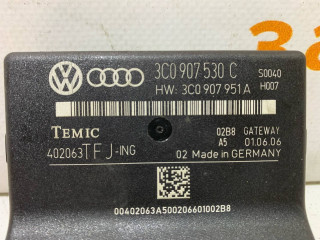 3C0 907 530 C
HW: 3C0 907 951A
S0040
H007
TEMIC
402063TFJ-ING
02B8 GATEWAY
A5 01.06.06
02 Made in GERMANY
00402063A500206601002B8